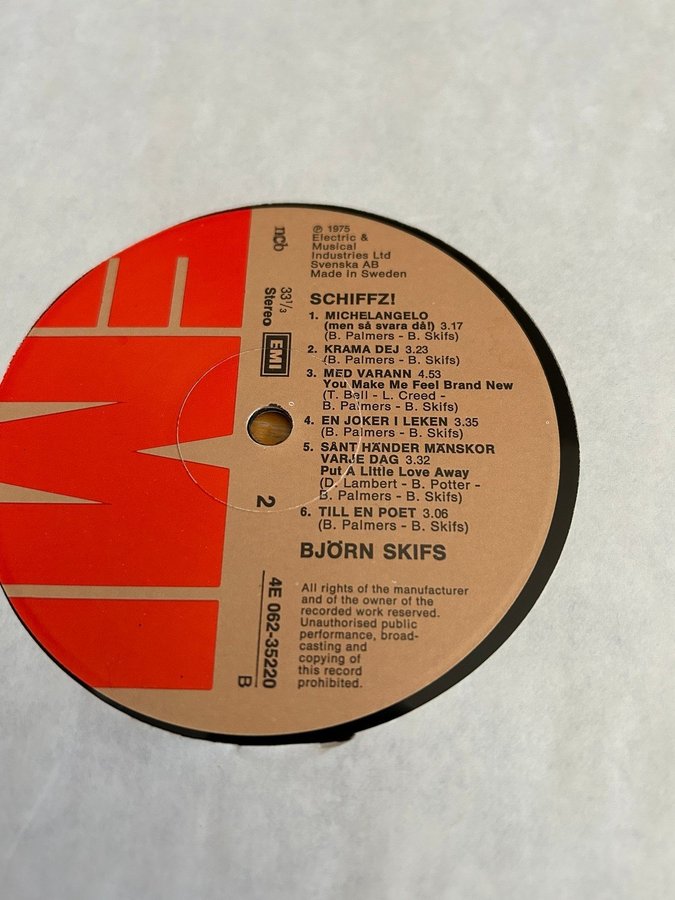 ncb
℗ 1975
Electric &
Musical
Industries Ltd
Svenska AB
Made in Sweden
33 1/3
Stereo
EMI
SCHIFFZ!
1. MICHELANGELO
(men så svara då!) 3.17
(B. Palmers - B. Skifs)
2. KRAMA DEJ 3.23
(B. Palmers - B. Skifs)
3. MED VARANN 4.53
You Make Me Feel Brand New
(T. Bell - L. Creed -
B. Palmers - B. Skifs)
4. EN JOKER I LEKEN 3.35
(B. Palmers - B. Skifs)
5. SÅNT HÄNDER MÄNSKOR
VARJE DAG 3.32
Put A Little Love Away
(D. Lambert - B. Potter -
B. Palmers - B. Skifs)
6. TILL EN POET 3.06
(B. Palmers - B. Skifs)
2
BJÖRN SKIFS
4E 062-35220
B
All rights of the manufacturer
and of the owner of the
recorded work reserved.
Unauthorised public
performance, broad-
casting and
copying of
this record
prohibited.
EMI